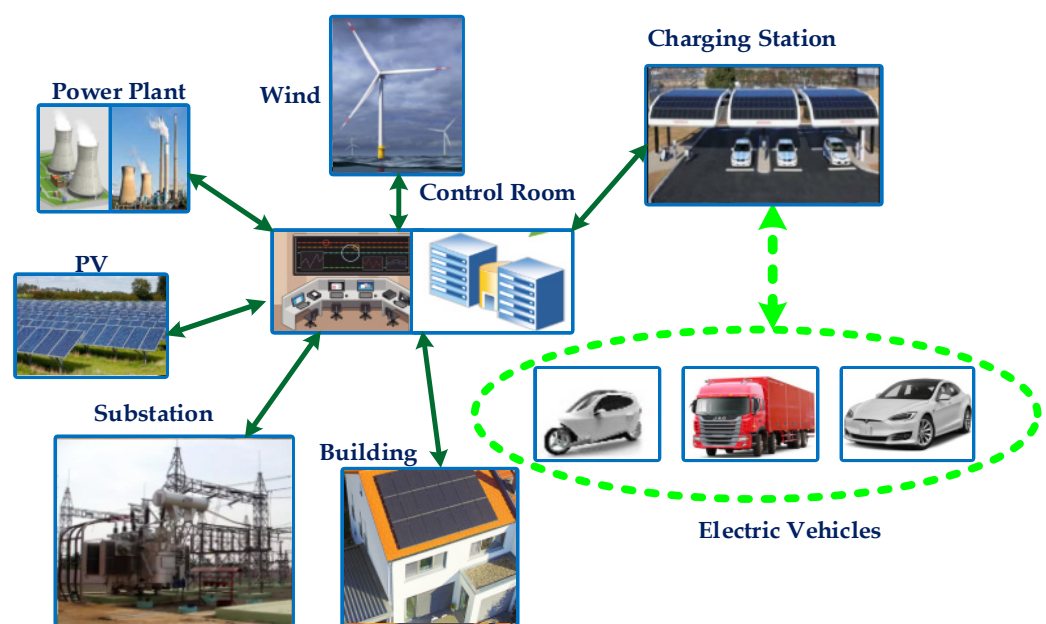 Charging Station
Power Plant
Wind
Control Room
PV
Substation
Building
Electric Vehicles